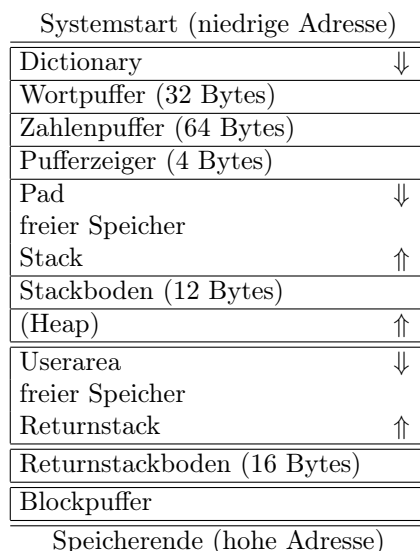 Systemstart (niedrige Adresse)
Dictionary ⇓
Wortpuffer (32 Bytes)
Zahlenpuffer (64 Bytes)
Pufferzeiger (4 Bytes)
Pad ⇓
freier Speicher
Stack ⇑
Stackboden (12 Bytes)
(Heap) ⇑
Userarea ⇓
freier Speicher
Returnstack ⇑
Returnstackboden (16 Bytes)
Blockpuffer
Speicherende (hohe Adresse)